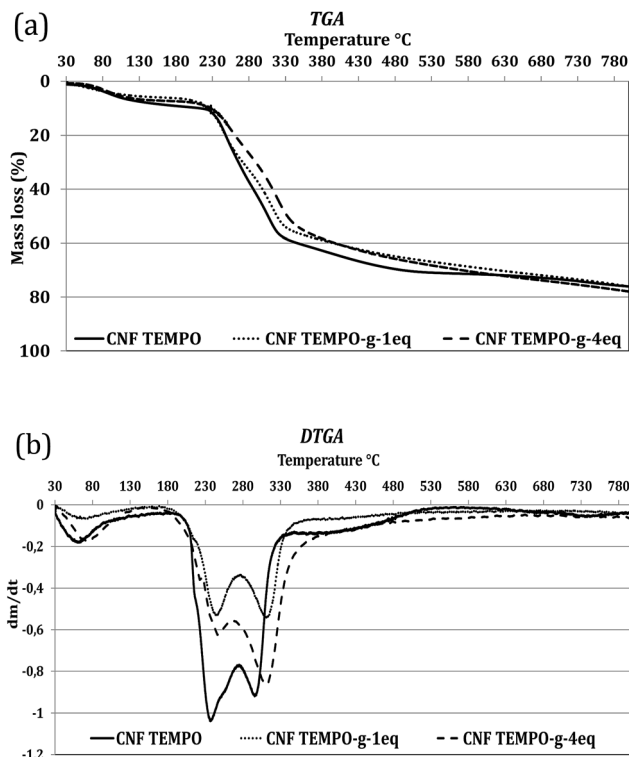 (a)
TGA
Temperature °C
30 80 130 180 230 280 330 380 430 480 530 580 630 680 730 780
0
20
40
60
80
100
Mass loss (%)
CNF TEMPO CNF TEMPO-g-1eq CNF TEMPO-g-4eq
(b)
DTGA
Temperature °C
30 80 130 180 230 280 330 380 430 480 530 580 630 680 730 780
0
-0,2
-0,4
-0,6
-0,8
-1
-1,2
dm/dt
CNF TEMPO CNF TEMPO-g-1eq CNF TEMPO-g-4eq